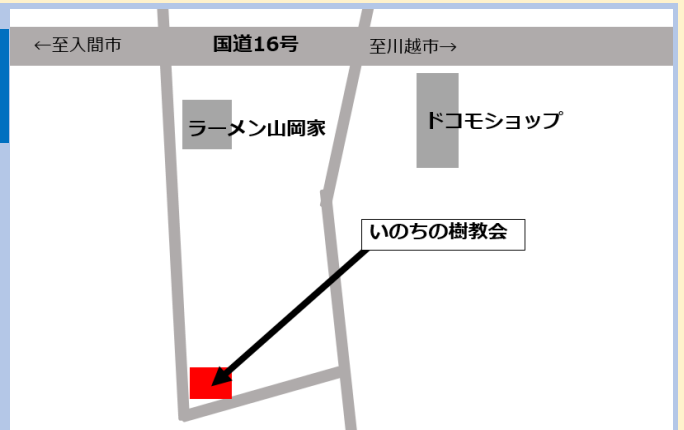 ←至入間市
国道16号
至川越市→
ラーメン山岡家
ドコモショップ
いのちの樹教会